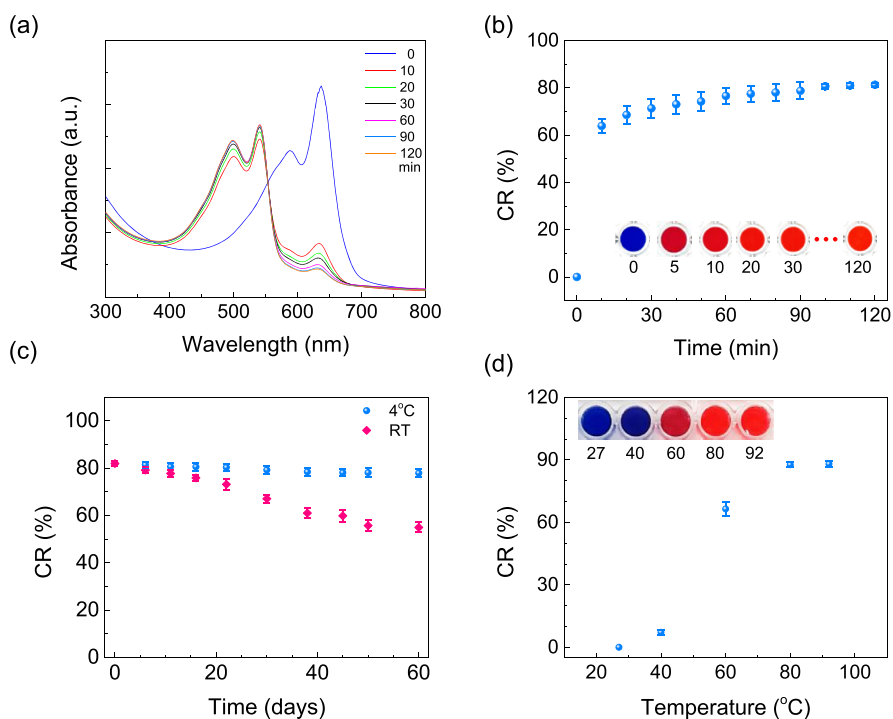 (a)
Absorbance (a.u.)
0
10
20
30
60
90
120
min
300 400 500 600 700 800
Wavelength (nm)
(b)
CR (%)
100
80
60
40
20
0
0 5 10 20 30 120
0 30 60 90 120
Time (min)
(c)
CR (%)
100
80
60
40
20
0
4°C
RT
0 20 40 60
Time (days)
(d)
CR (%)
120
90
60
30
0
27 40 60 80 92
20 40 60 80 100
Temperature (°C)